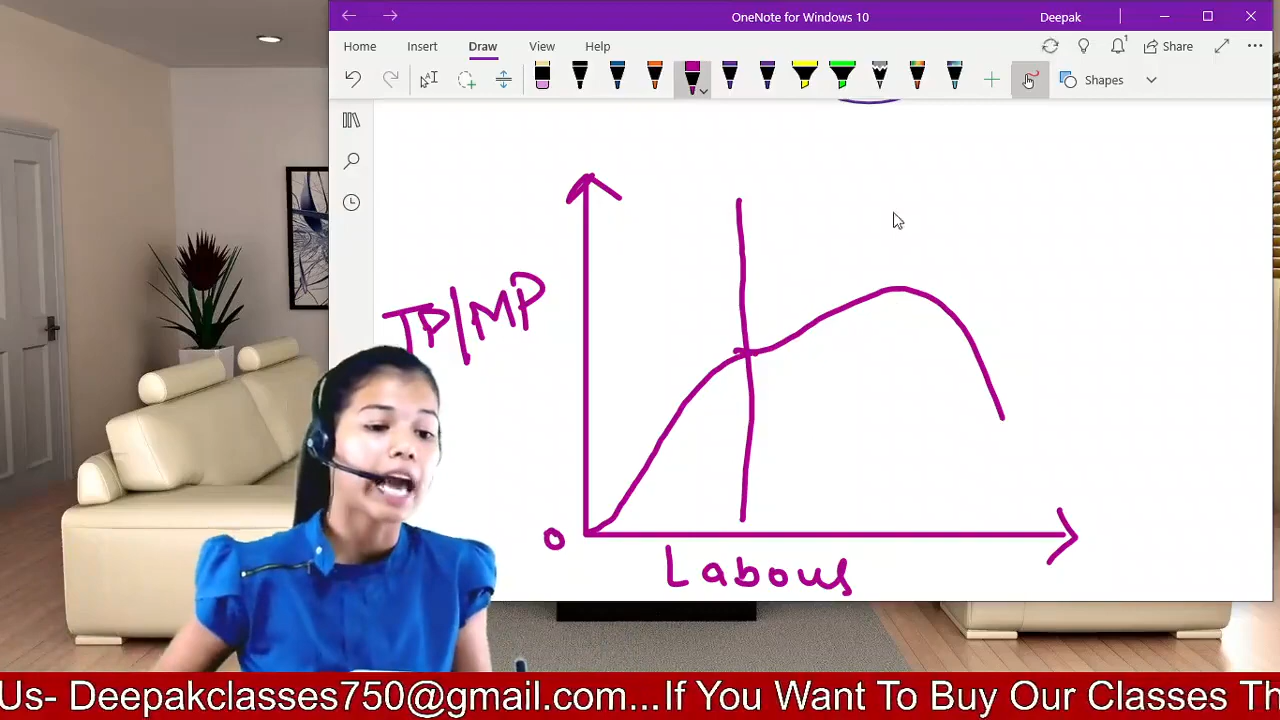 OneNote for Windows 10
Deepak
Home Insert Draw View Help
Share
Shapes
TP/MP
0
Labour
Us- Deepakclasses750@gmail.com...If You Want To Buy Our Classes Th